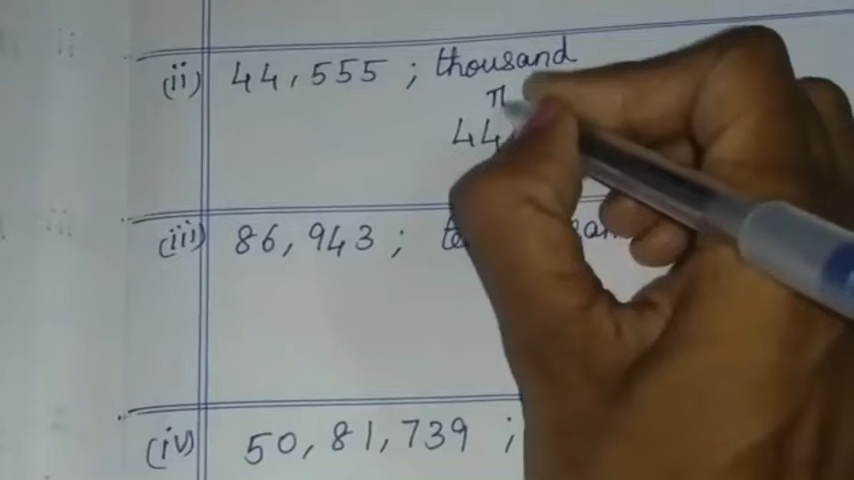 (ii) 44,555 ; thousand
44
(iii) 86,943 ;
(iv) 50,81,739 ;